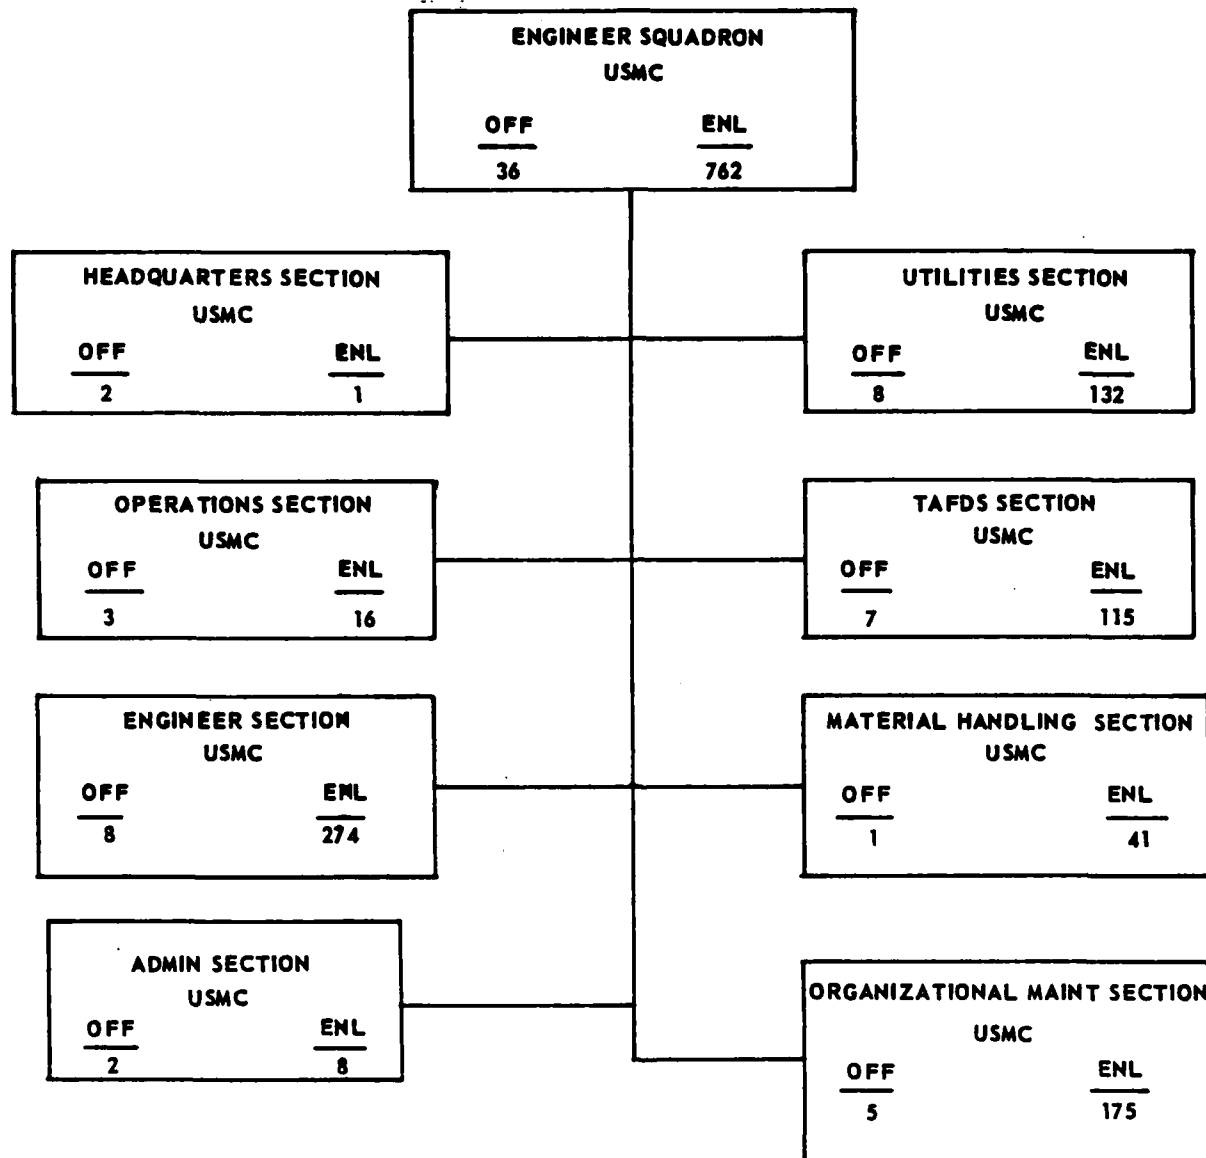 ENGINEER SQUADRON
USMC
OFF ENL
36 762
HEADQUARTERS SECTION
USMC
OFF ENL
2 1
UTILITIES SECTION
USMC
OFF ENL
8 132
OPERATIONS SECTION
USMC
OFF ENL
3 16
TAFDS SECTION
USMC
OFF ENL
7 115
ENGINEER SECTION
USMC
OFF ENL
8 274
MATERIAL HANDLING SECTION
USMC
OFF ENL
1 41
ADMIN SECTION
USMC
OFF ENL
2 8
ORGANIZATIONAL MAINT SECTION
USMC
OFF ENL
5 175